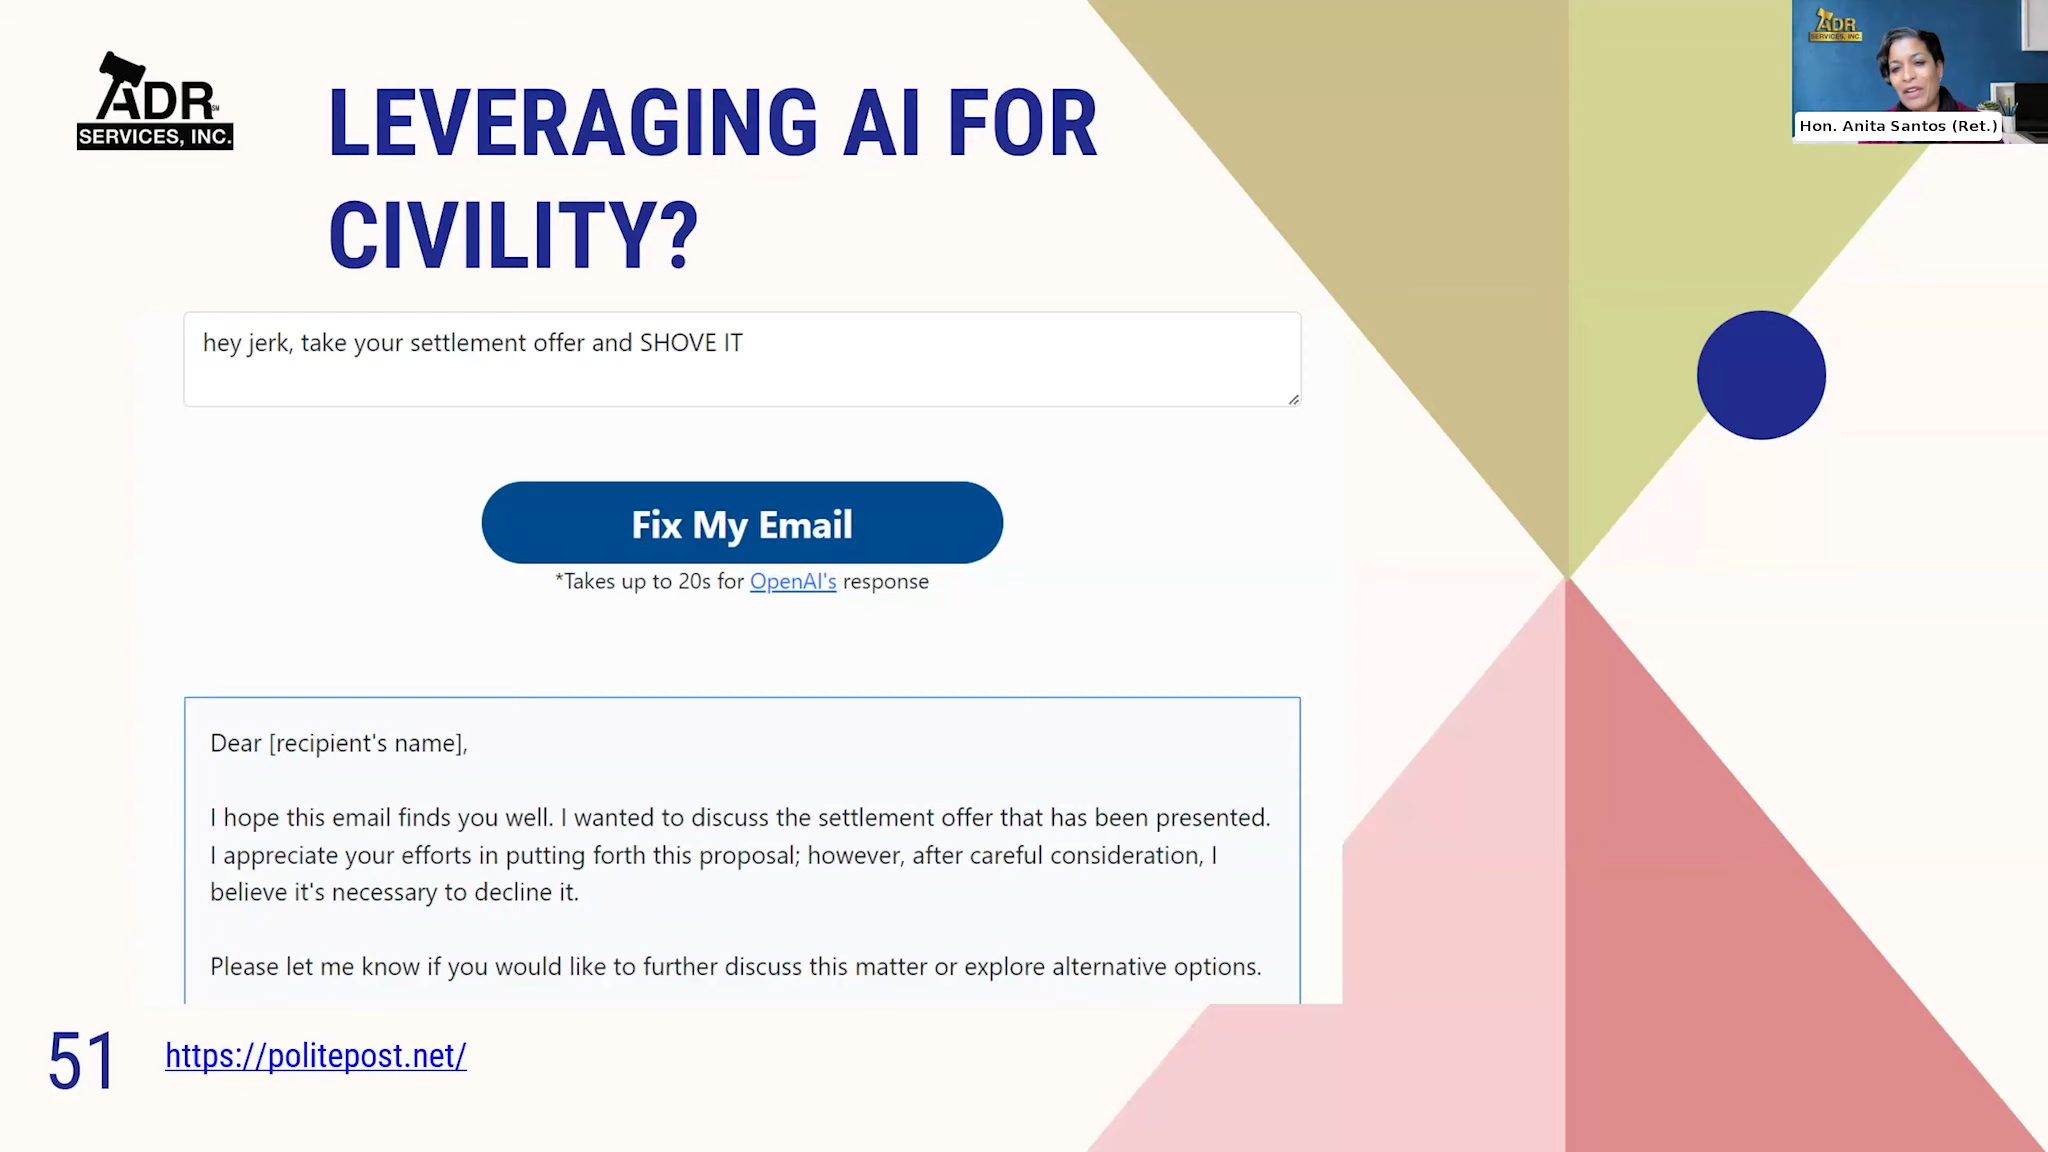 ADR
SM
SERVICES, INC.
LEVERAGING AI FOR
CIVILITY?
ADR
SERVICES, INC.
Hon. Anita Santos (Ret.)
hey jerk, take your settlement offer and SHOVE IT
Fix My Email
*Takes up to 20s for OpenAI's response
Dear [recipient's name],
I hope this email finds you well. I wanted to discuss the settlement offer that has been presented.
I appreciate your efforts in putting forth this proposal; however, after careful consideration, I
believe it's necessary to decline it.
Please let me know if you would like to further discuss this matter or explore alternative options.
51
https://politepost.net/